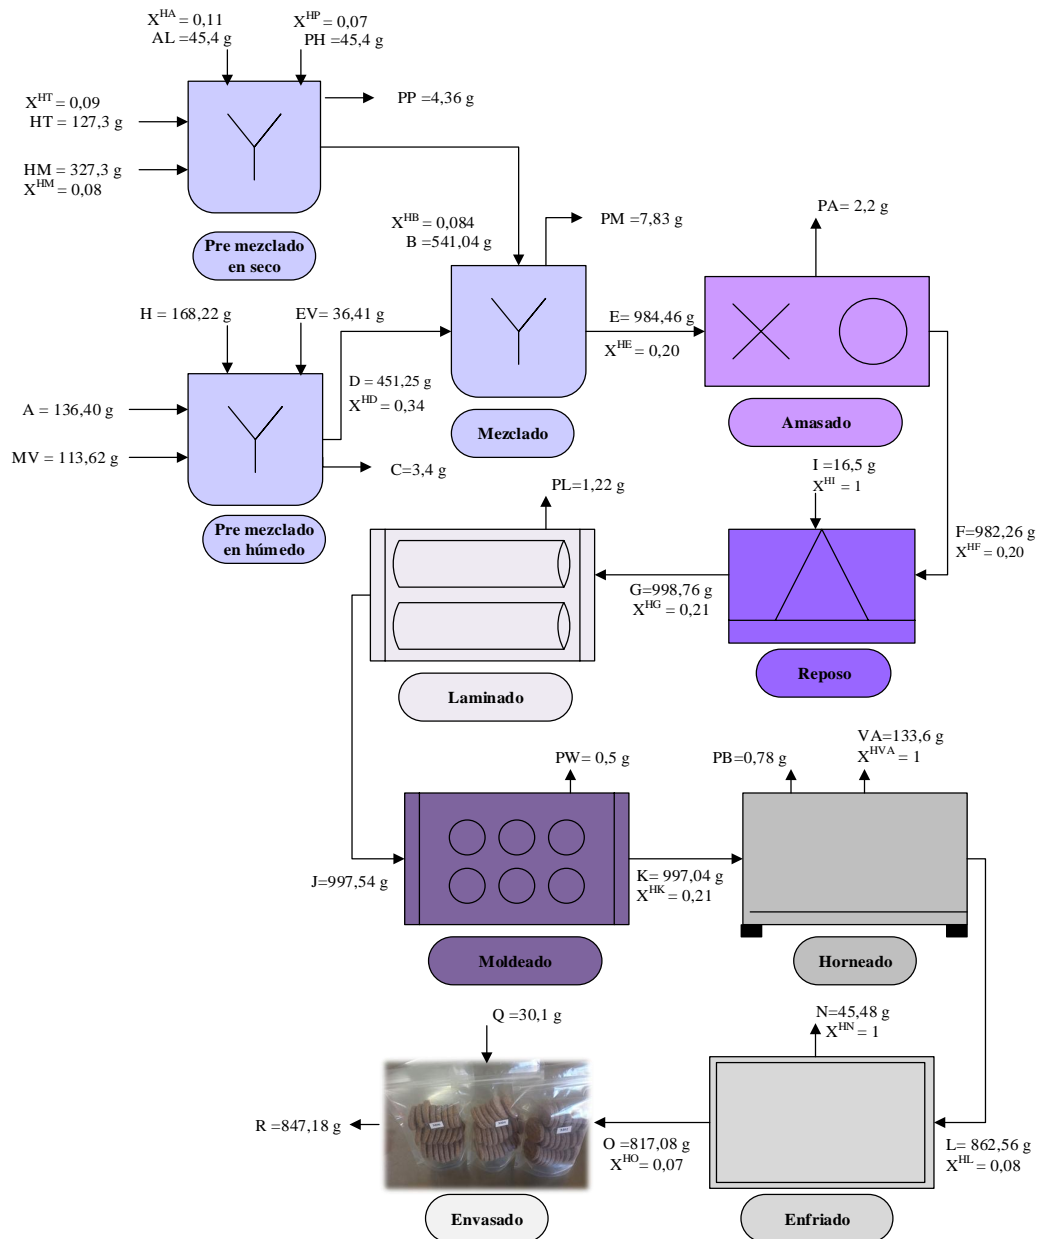 X^HA = 0,11
AL =45,4 g
X^HP = 0,07
PH =45,4 g
X^HT = 0,09
HT = 127,3 g
PP =4,36 g
HM = 327,3 g
X^HM = 0,08
Pre mezclado
en seco
X^HB = 0,084
B =541,04 g
PM =7,83 g
PA= 2,2 g
H = 168,22 g
EV= 36,41 g
E= 984,46 g
X^HE = 0,20
A = 136,40 g
D = 451,25 g
X^HD = 0,34
Mezclado
Amasado
MV = 113,62 g
C=3,4 g
Pre mezclado
en húmedo
PL=1,22 g
I =16,5 g
X^HI = 1
F=982,26 g
X^HF = 0,20
G=998,76 g
X^HG = 0,21
Laminado
Reposo
PW= 0,5 g
PB=0,78 g
VA=133,6 g
X^HVA = 1
J=997,54 g
K= 997,04 g
X^HK = 0,21
Moldeado
Horneado
Q =30,1 g
N=45,48 g
X^HN = 1
R =847,18 g
O =817,08 g
X^HO = 0,07
L= 862,56 g
X^HL = 0,08
Envasado
Enfriado